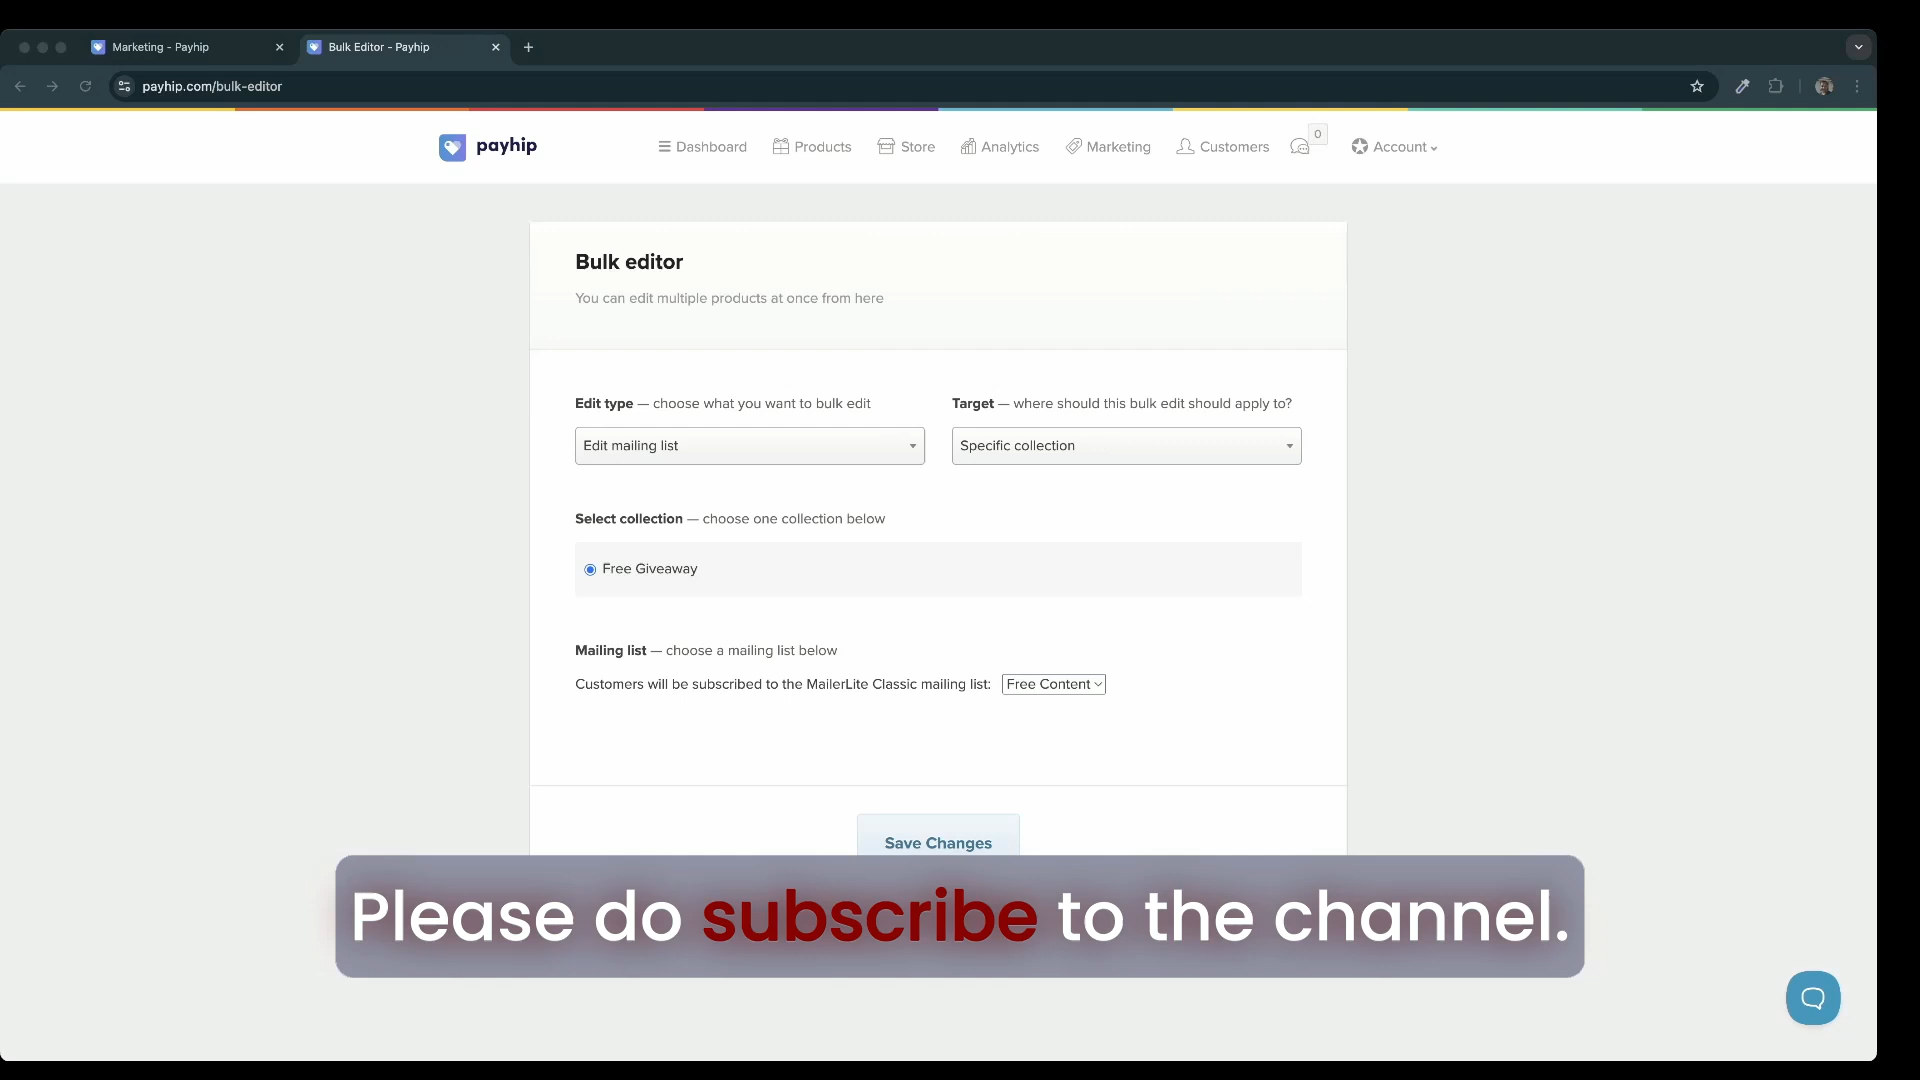 Marketing - Payhip
Bulk Editor - Payhip
payhip.com/bulk-editor
payhip
Dashboard
Products
Store
Analytics
Marketing
Customers
0
Account
Bulk editor
You can edit multiple products at once from here
Edit type — choose what you want to bulk edit
Target — where should this bulk edit should apply to?
Edit mailing list
Specific collection
Select collection — choose one collection below
Free Giveaway
Mailing list — choose a mailing list below
Customers will be subscribed to the MailerLite Classic mailing list: Free Content
Save Changes
Please do subscribe to the channel.